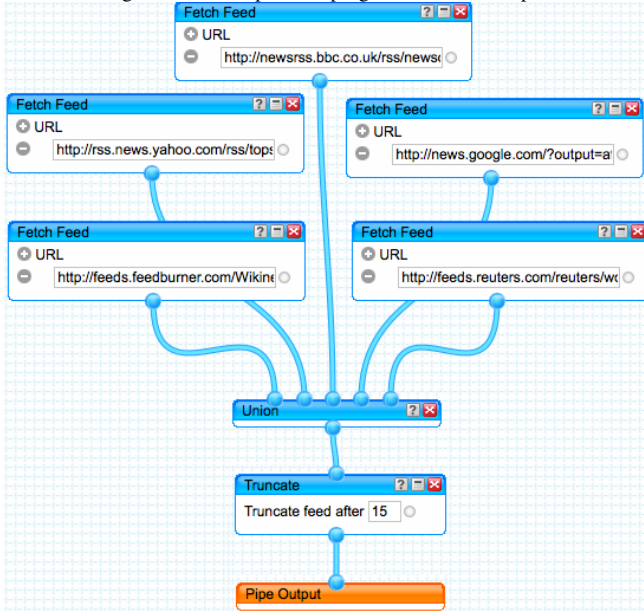 Fetch Feed
URL
http://newsrss.bbc.co.uk/rss/newso
Fetch Feed
URL
http://rss.news.yahoo.com/rss/tops
Fetch Feed
URL
http://news.google.com/?output=at
Fetch Feed
URL
http://feeds.feedburner.com/Wikine
Fetch Feed
URL
http://feeds.reuters.com/reuters/wo
Union
Truncate
Truncate feed after 15
Pipe Output